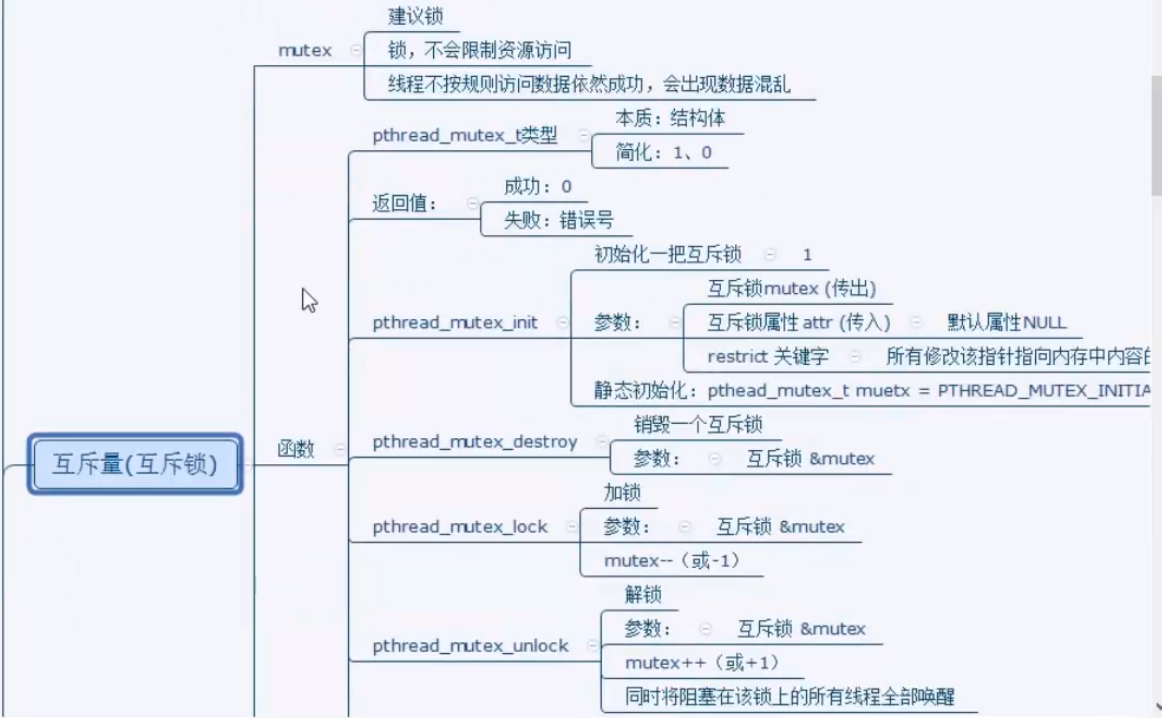 建议锁
mutex
锁，不会限制资源访问
线程不按规则访问数据依然成功，会出现数据混乱
pthread_mutex_t类型
本质：结构体
简化：1、0
返回值：
成功：0
失败：错误号
初始化一把互斥锁 1
pthread_mutex_init
参数：
互斥锁mutex (传出)
互斥锁属性 attr (传入) 默认属性NULL
restrict 关键字 所有修改该指针指向内存中内容的
静态初始化：pthead_mutex_t muetx = PTHREAD_MUTEX_INITIA
互斥量(互斥锁)
函数
pthread_mutex_destroy
销毁一个互斥锁
参数： 互斥锁 &mutex
pthread_mutex_lock
加锁
参数： 互斥锁 &mutex
mutex--（或-1）
pthread_mutex_unlock
解锁
参数： 互斥锁 &mutex
mutex++（或+1）
同时将阻塞在该锁上的所有线程全部唤醒